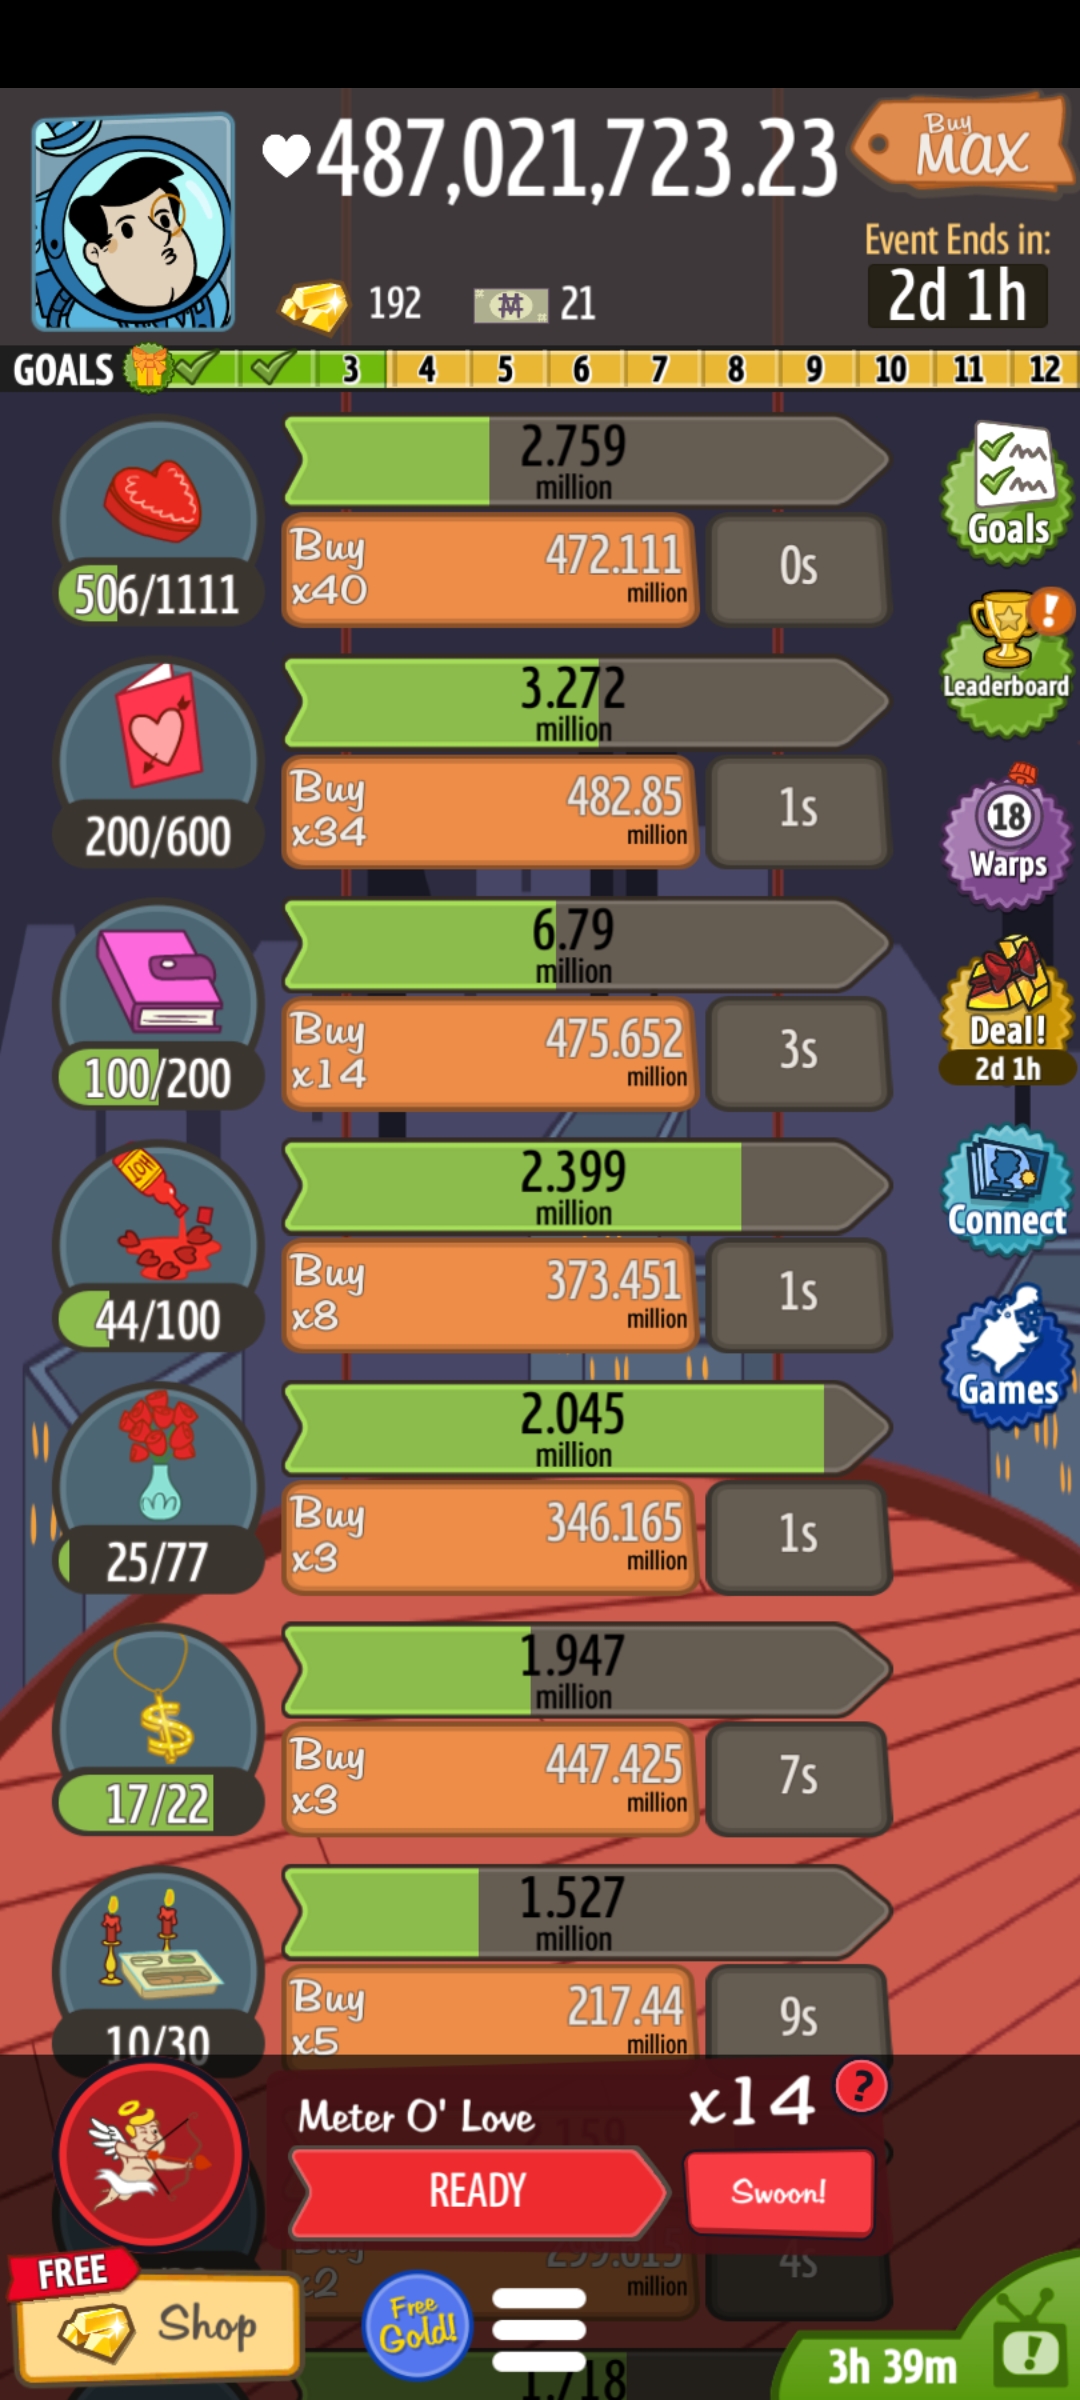 487,021,723.23
Buy
MAX
Event Ends in:
2d 1h
192
21
GOALS 3 4 5 6 7 8 9 10 11 12
2.759
million
506/1111
Buy
x40
472.111
million
0s
Goals
3.272
million
200/600
Buy
x34
482.85
million
1s
Leaderboard
18
Warps
6.79
million
100/200
Buy
x14
475.652
million
3s
Deal!
2d 1h
HOT
2.399
million
44/100
Buy
x8
373.451
million
1s
Connect
2.045
million
25/77
Buy
x3
346.165
million
1s
Games
1.947
million
17/22
Buy
x3
447.425
million
7s
1.527
million
10/30
Buy
x5
217.44
million
9s
Meter O' Love
x14
?
READY
Swoon!
Buy
x2
299.615
million
4s
FREE
Shop
Free
Gold!
3h 39m
1.718